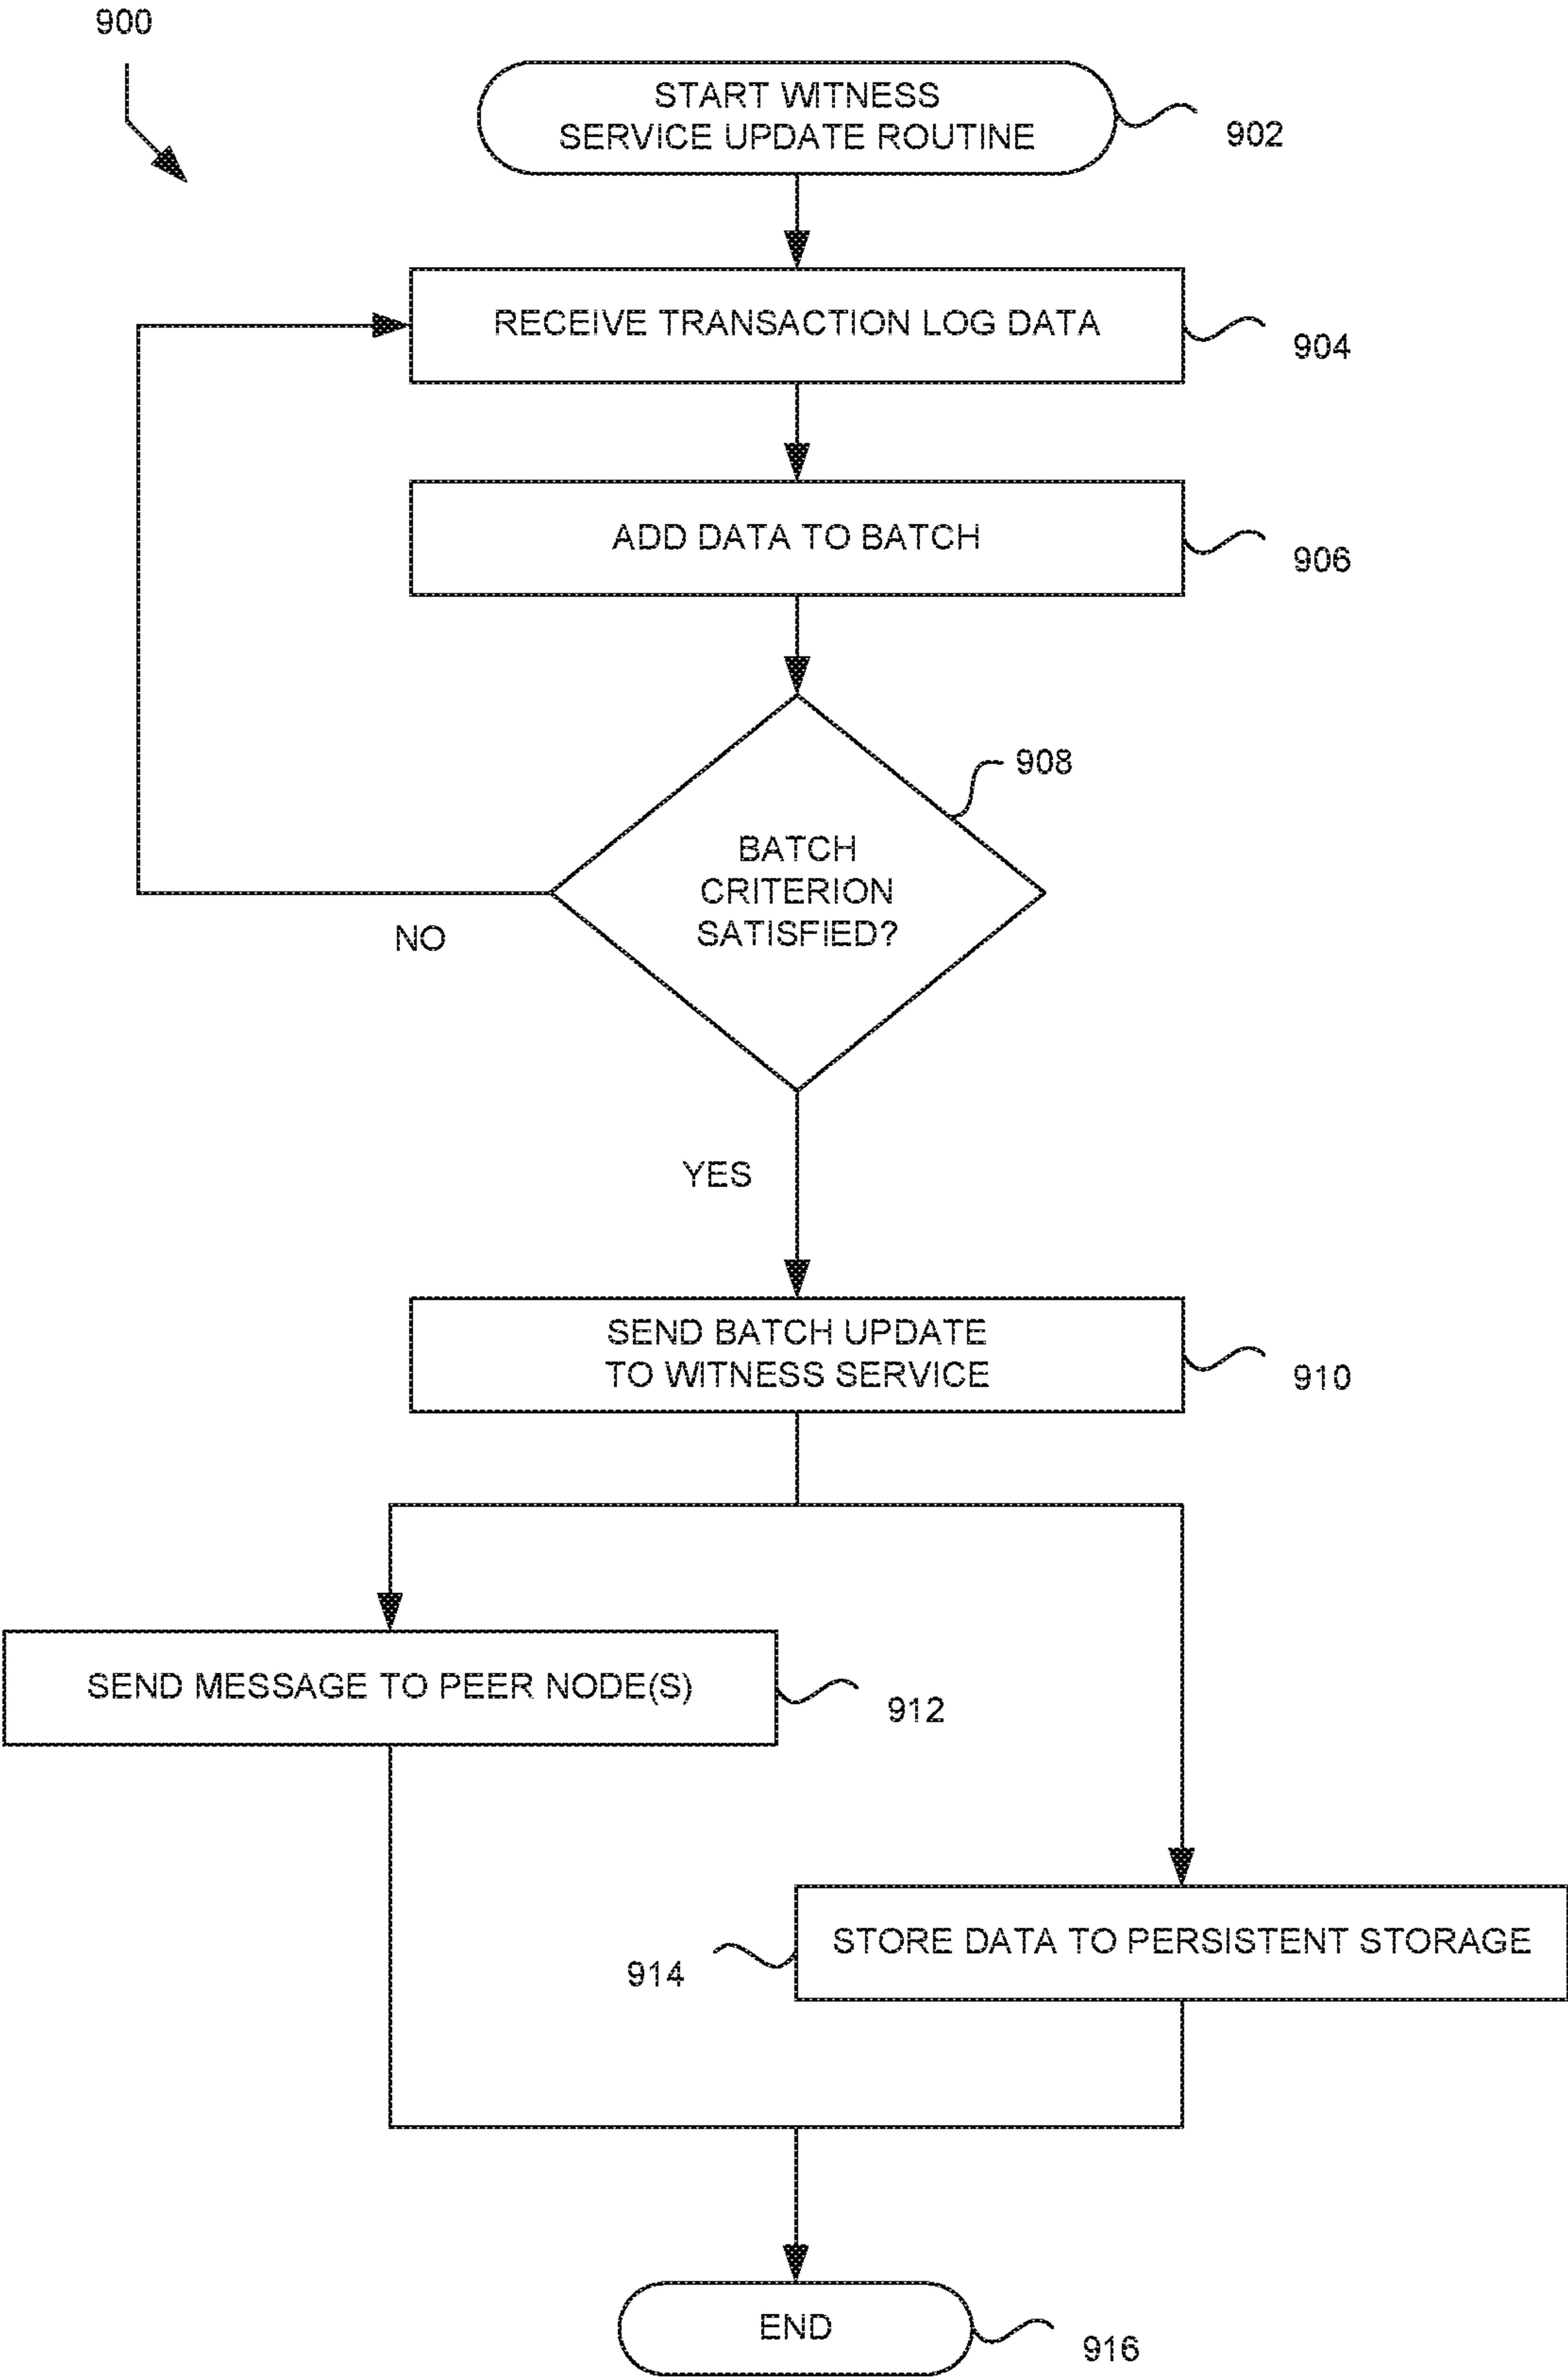 900
START WITNESS
SERVICE UPDATE ROUTINE
902
RECEIVE TRANSACTION LOG DATA
904
ADD DATA TO BATCH
906
908
BATCH
CRITERION
SATISFIED?
NO
YES
SEND BATCH UPDATE
TO WITNESS SERVICE
910
SEND MESSAGE TO PEER NODE(S)
912
STORE DATA TO PERSISTENT STORAGE
914
END
916